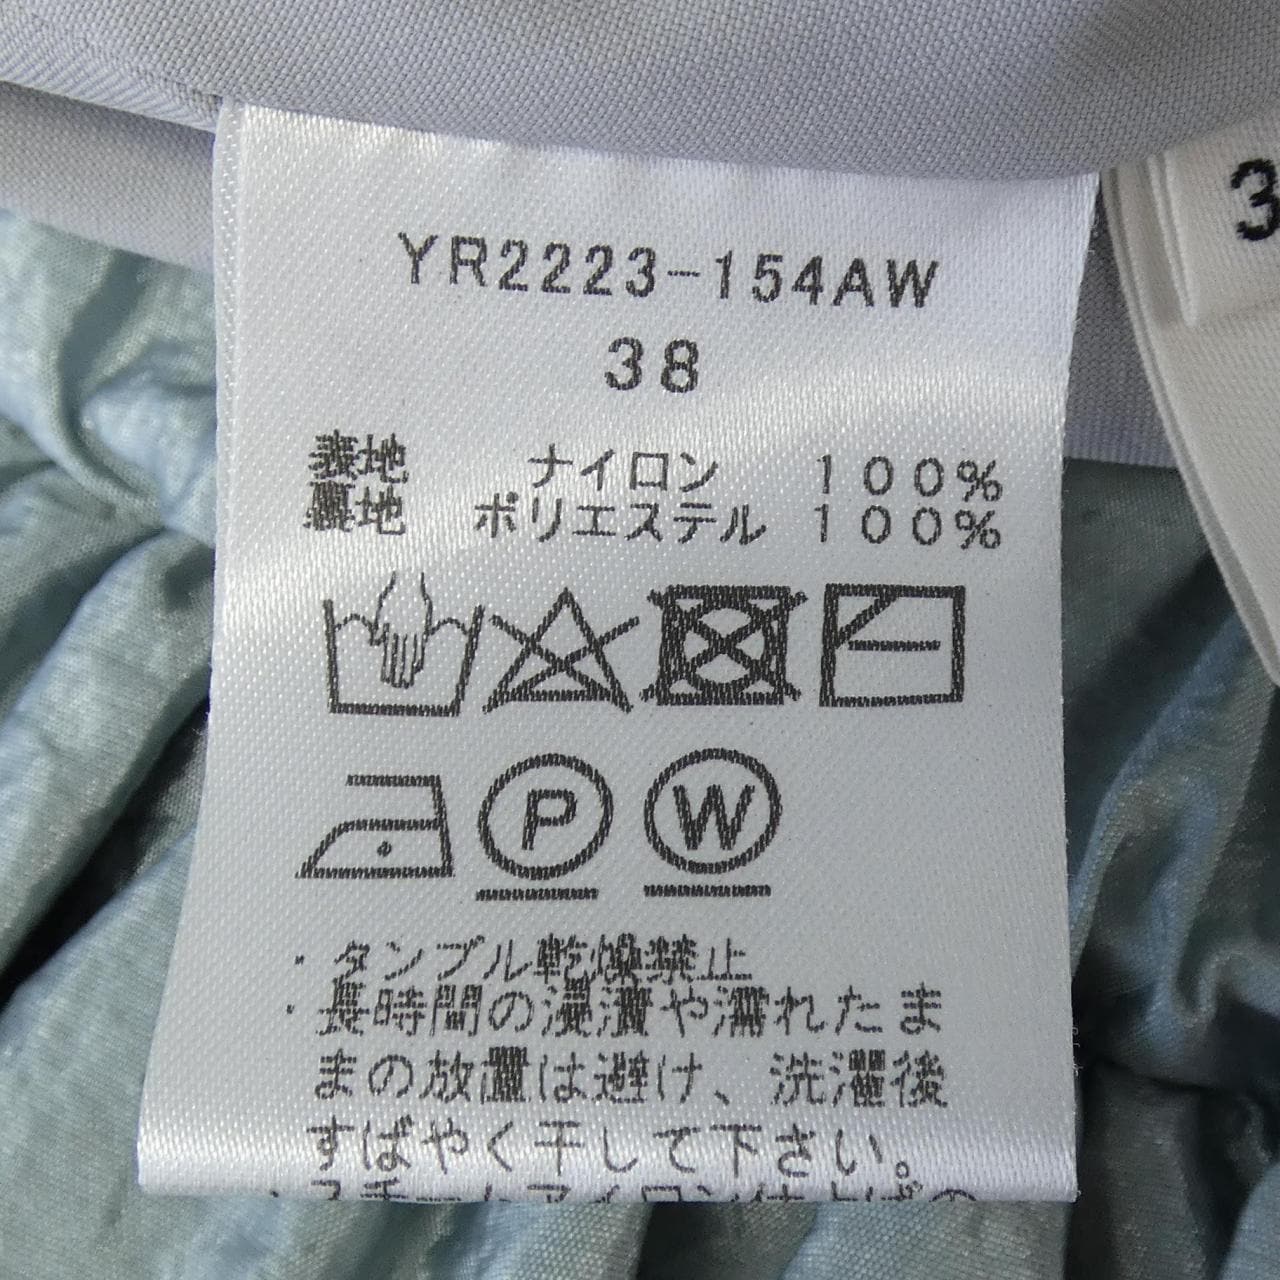 YR2223-154AW
38
表地 ナイロン 100%
裏地 ポリエステル 100%
P W
・タンブル乾燥禁止
・長時間の浸漬や濡れたま
まの放置は避け、洗濯後
すばやく干して下さい。
3